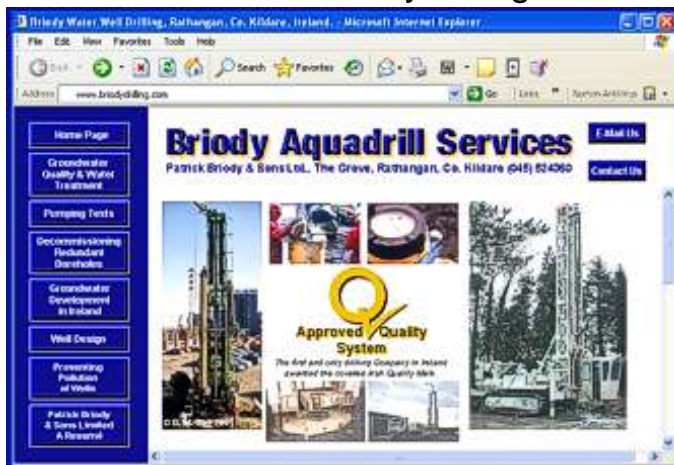 Briody Water Well Drilling, Rathangan, Co. Kildare, Ireland. - Microsoft Internet Explorer
File Edit View Favorites Tools Help
Back Search Favorites
Address www.briodydrilling.com Go Links Norton AntiVirus
Home Page
Groundwater
Quality & Water
Treatment
Pumping Tests
Decommissioning
Redundant
Boreholes
Groundwater
Development
in Ireland
Well Design
Preventing
Pollution
of Wells
Patrick Briody
& Sons Limited
A Resumé
Briody Aquadrill Services
Patrick Briody & Sons Ltd., The Grove, Rathangan, Co. Kildare (045) 524360
E.Mail Us
Contact Us
Q
Approved Quality
System
The first and only drilling Company in Ireland
awarded the coveted Irish Quality Mark